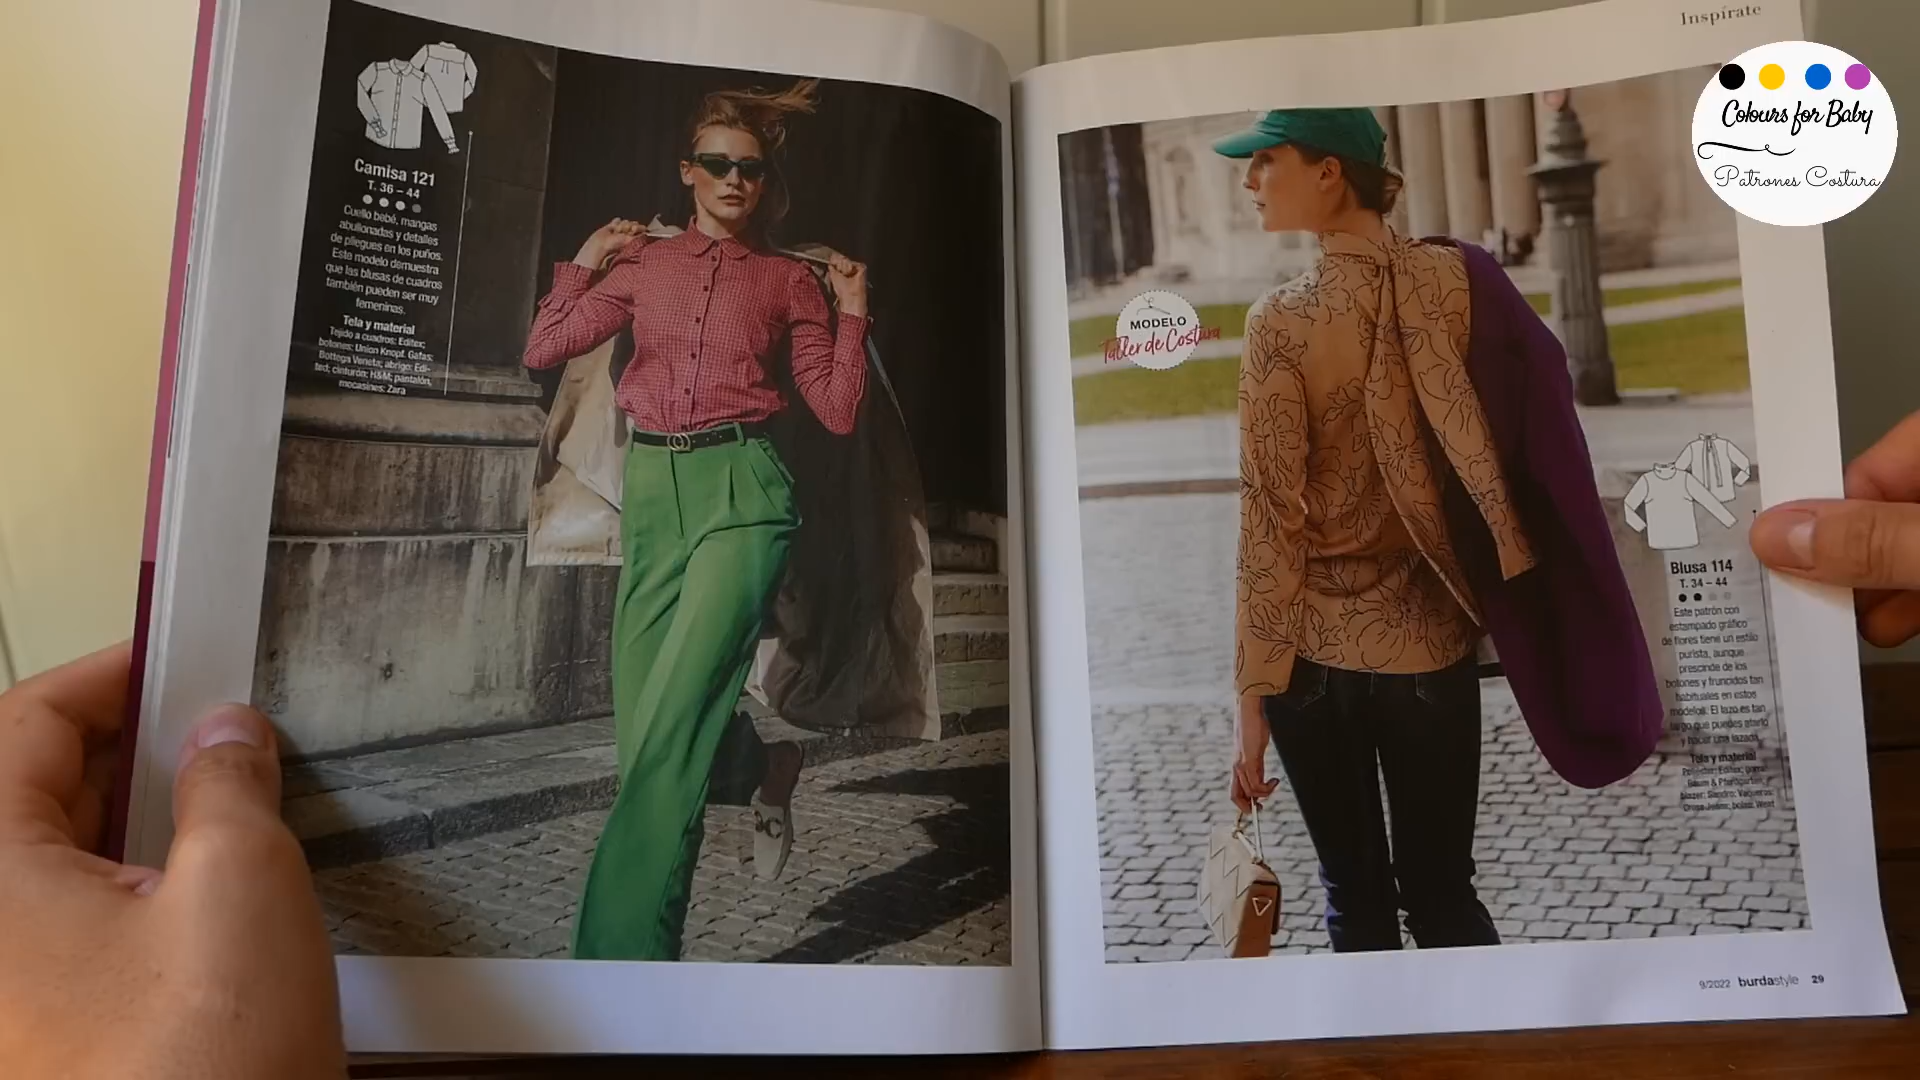 Inspírate
Colours for Baby
Patrones Costura
Camisa 121
T. 36 – 44
Cuello bebé, mangas
abullonadas y detalles
de pliegues en los puños.
Este modelo demuestra
que las blusas de cuadros
también pueden ser muy
femeninas.
Tela y material
Tejido a cuadros: Editex;
botones: Union Knopf. Gafas:
Bottega Veneta; abrigo: Edi-
ted; cinturón: H&M; pantalón,
mocasines: Zara
MODELO
Taller de Costura
Blusa 114
T. 34 – 44
Este patrón con
estampado gráfico
de flores tiene un estilo
purista, aunque
prescinde de los
botones y fruncidos tan
habituales en estos
modelos. El lazo es tan
largo que puedes atarlo
y hacer una lazada.
Tela y material
9/2022 burdastyle 29